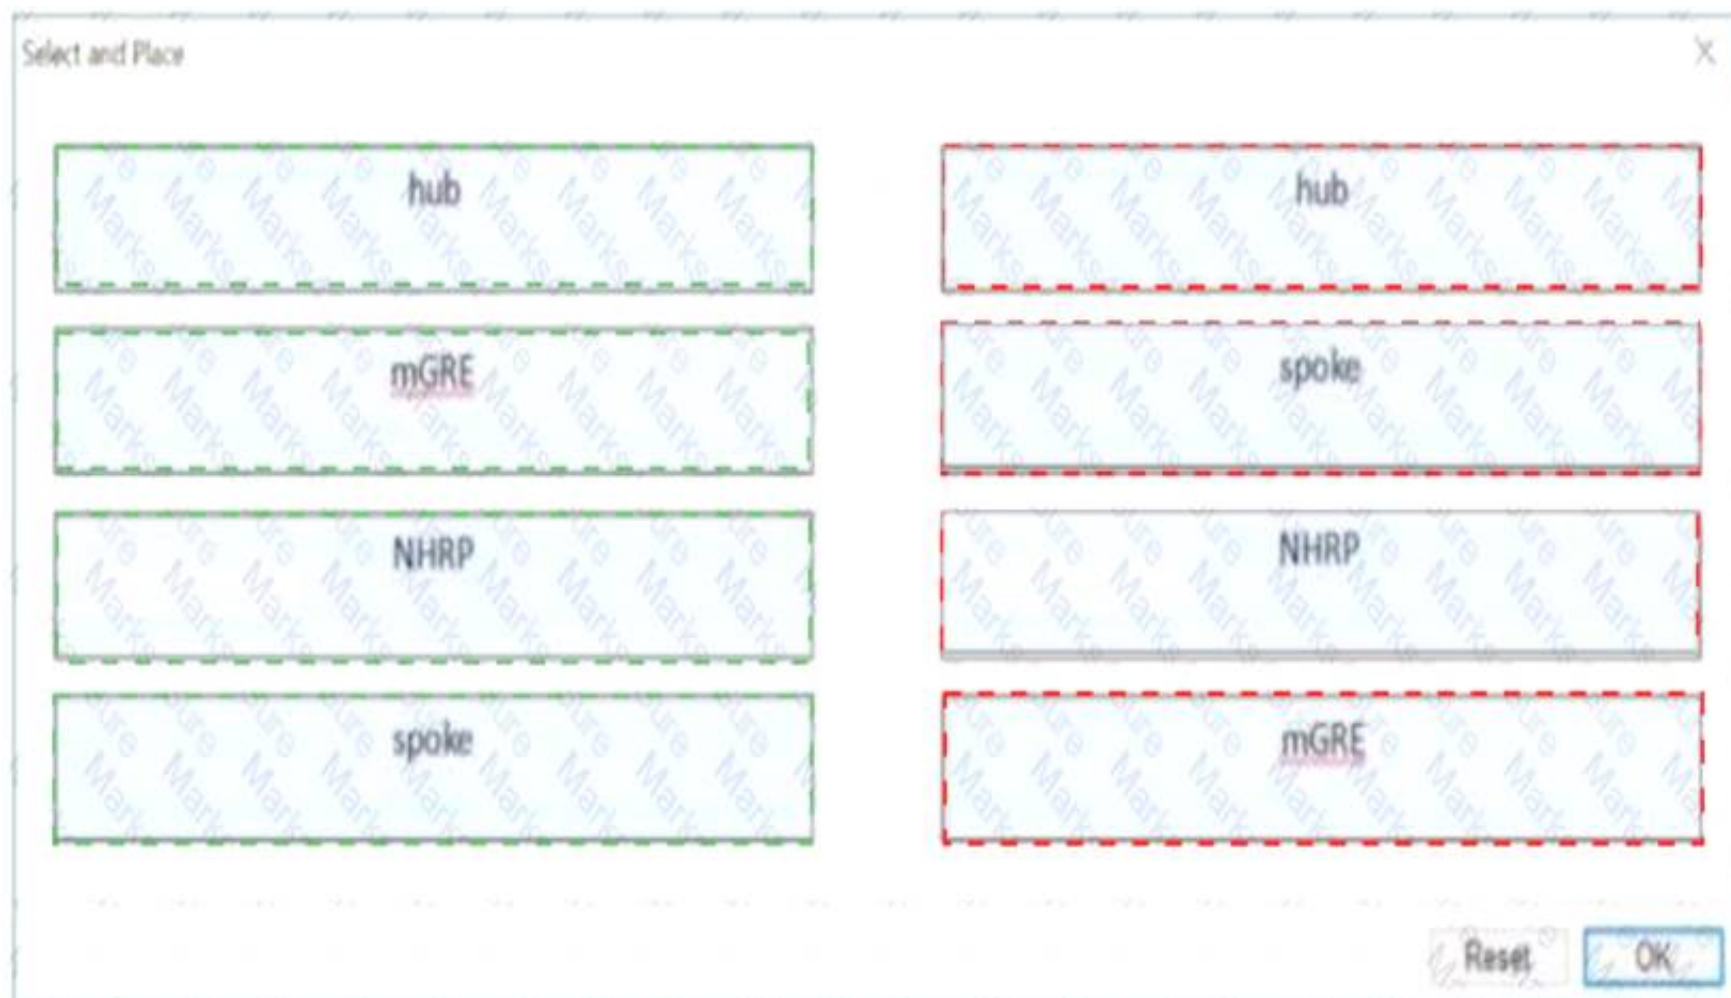 Select and Place
hub
hub
mGRE
spoke
NHRP
NHRP
spoke
mGRE
Reset
OK